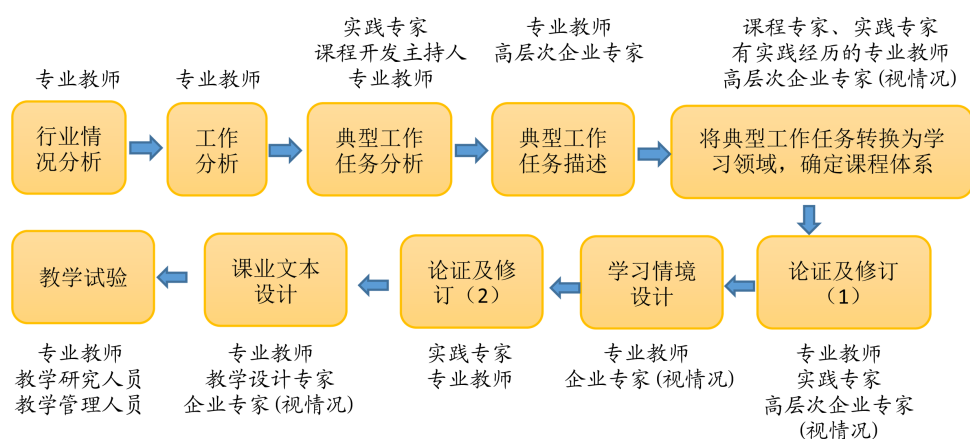 实践专家
课程开发主持人
专业教师
专业教师
高层次企业专家
课程专家、实践专家
有实践经历的专业教师
高层次企业专家(视情况)
专业教师
专业教师
行业情
况分析
工作
分析
典型工作
任务分析
典型工作
任务描述
将典型工作任务转换为学
习领域，确定课程体系
教学试验
课业文本
设计
论证及修
订（2）
学习情境
设计
论证及修订
（1）
专业教师
教学研究人员
教学管理人员
专业教师
教学设计专家
企业专家(视情况)
实践专家
专业教师
专业教师
企业专家(视情况)
专业教师
实践专家
高层次企业专家
(视情况)